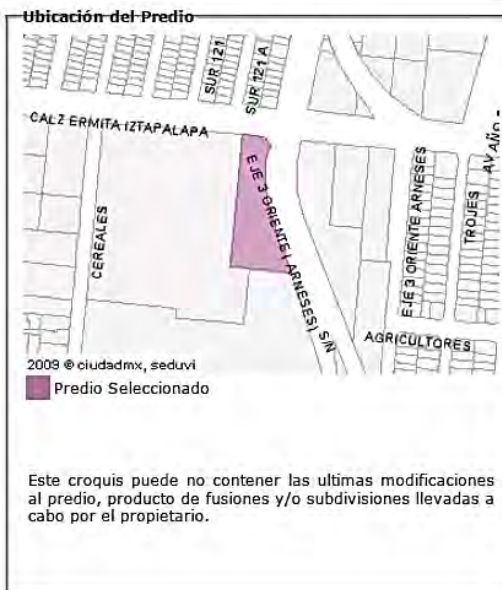 Ubicación del Predio
SUR 121
SUR 121 A
CALZ ERMITA IZTAPALAPA
EJE 3 ORIENTE ( ARNESES) S/N
CEREALES
EJE 3 ORIENTE ARNESES
TROJES
AV AÑO
AGRICULTORES
2009 © ciudadmx, seduvi
Predio Seleccionado
Este croquis puede no contener las ultimas modificaciones
al predio, producto de fusiones y/o subdivisiones llevadas a
cabo por el propietario.